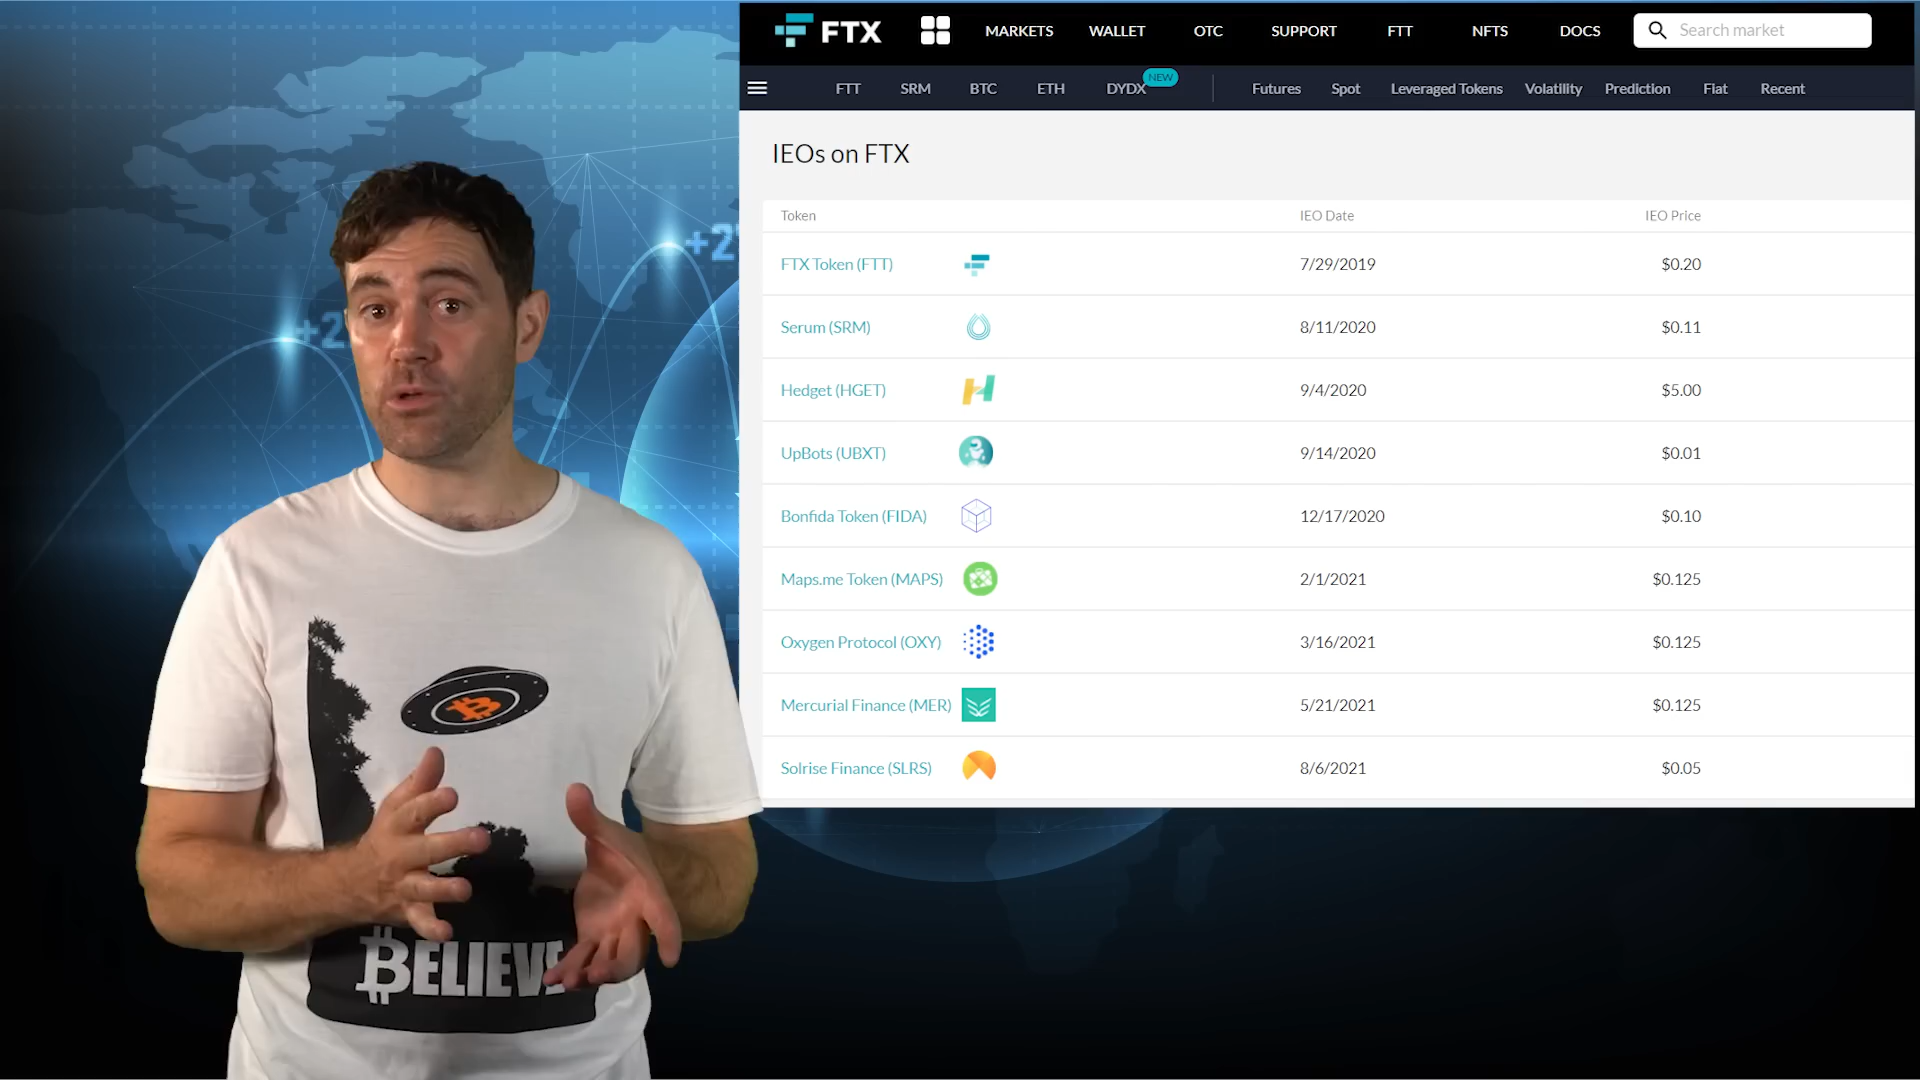 FTX MARKETS WALLET OTC SUPPORT FTT NFTS DOCS Search market
FTT SRM BTC ETH DYDX NEW Futures Spot Leveraged Tokens Volatility Prediction Fiat Recent
IEOs on FTX
Token IEO Date IEO Price
FTX Token (FTT) 7/29/2019 $0.20
Serum (SRM) 8/11/2020 $0.11
Hedget (HGET) 9/4/2020 $5.00
UpBots (UBXT) 9/14/2020 $0.01
Bonfida Token (FIDA) 12/17/2020 $0.10
Maps.me Token (MAPS) 2/1/2021 $0.125
Oxygen Protocol (OXY) 3/16/2021 $0.125
Mercurial Finance (MER) 5/21/2021 $0.125
Solrise Finance (SLRS) 8/6/2021 $0.05
+2
+2
₿ELIEVE